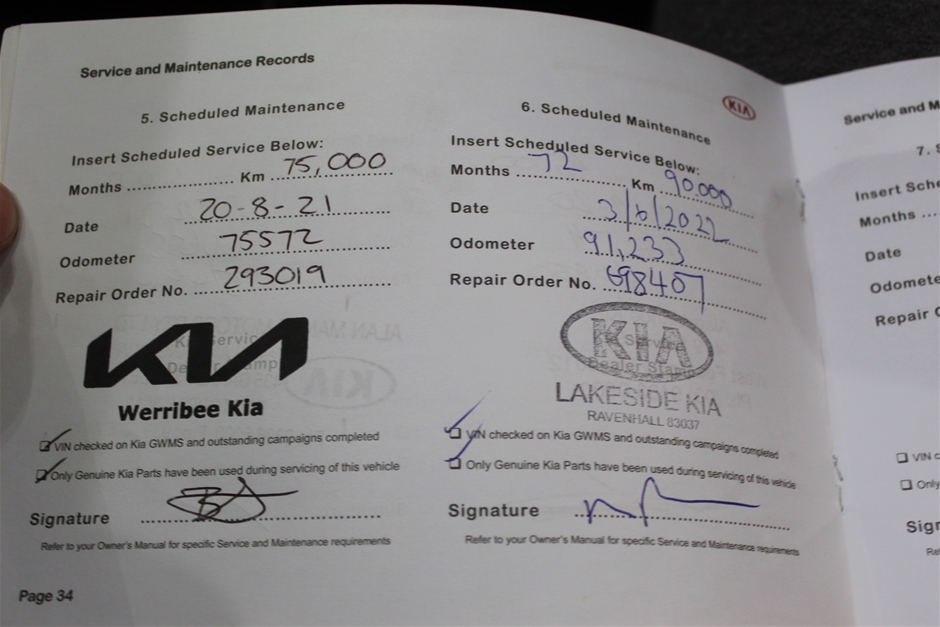 Service and Maintenance Records
5. Scheduled Maintenance
Insert Scheduled Service Below:
Months .................... Km 75,000
Date 20-8-21
Odometer 75572
Repair Order No. 293019
KIA
Werribee Kia
VIN checked on Kia GWMS and outstanding campaigns completed
Only Genuine Kia Parts have been used during servicing of this vehicle
Signature
Refer to your Owner's Manual for specific Service and Maintenance requirements
Page 34
KIA
6. Scheduled Maintenance
Insert Scheduled Service Below:
Months 72 Km 90.000
Date 3/6/2022
Odometer 91,233
Repair Order No. 698407
KIA
Dealer Stamp
LAKESIDE KIA
RAVENHALL 83037
VIN checked on Kia GWMS and outstanding campaigns completed
Only Genuine Kia Parts have been used during servicing of this vehicle
Signature
Refer to your Owner's Manual for specific Service and Maintenance requirements
Service and M
7. S
Insert Sche
Months
Date
Odomete
Repair O
VIN c
Only
Sign
Ref